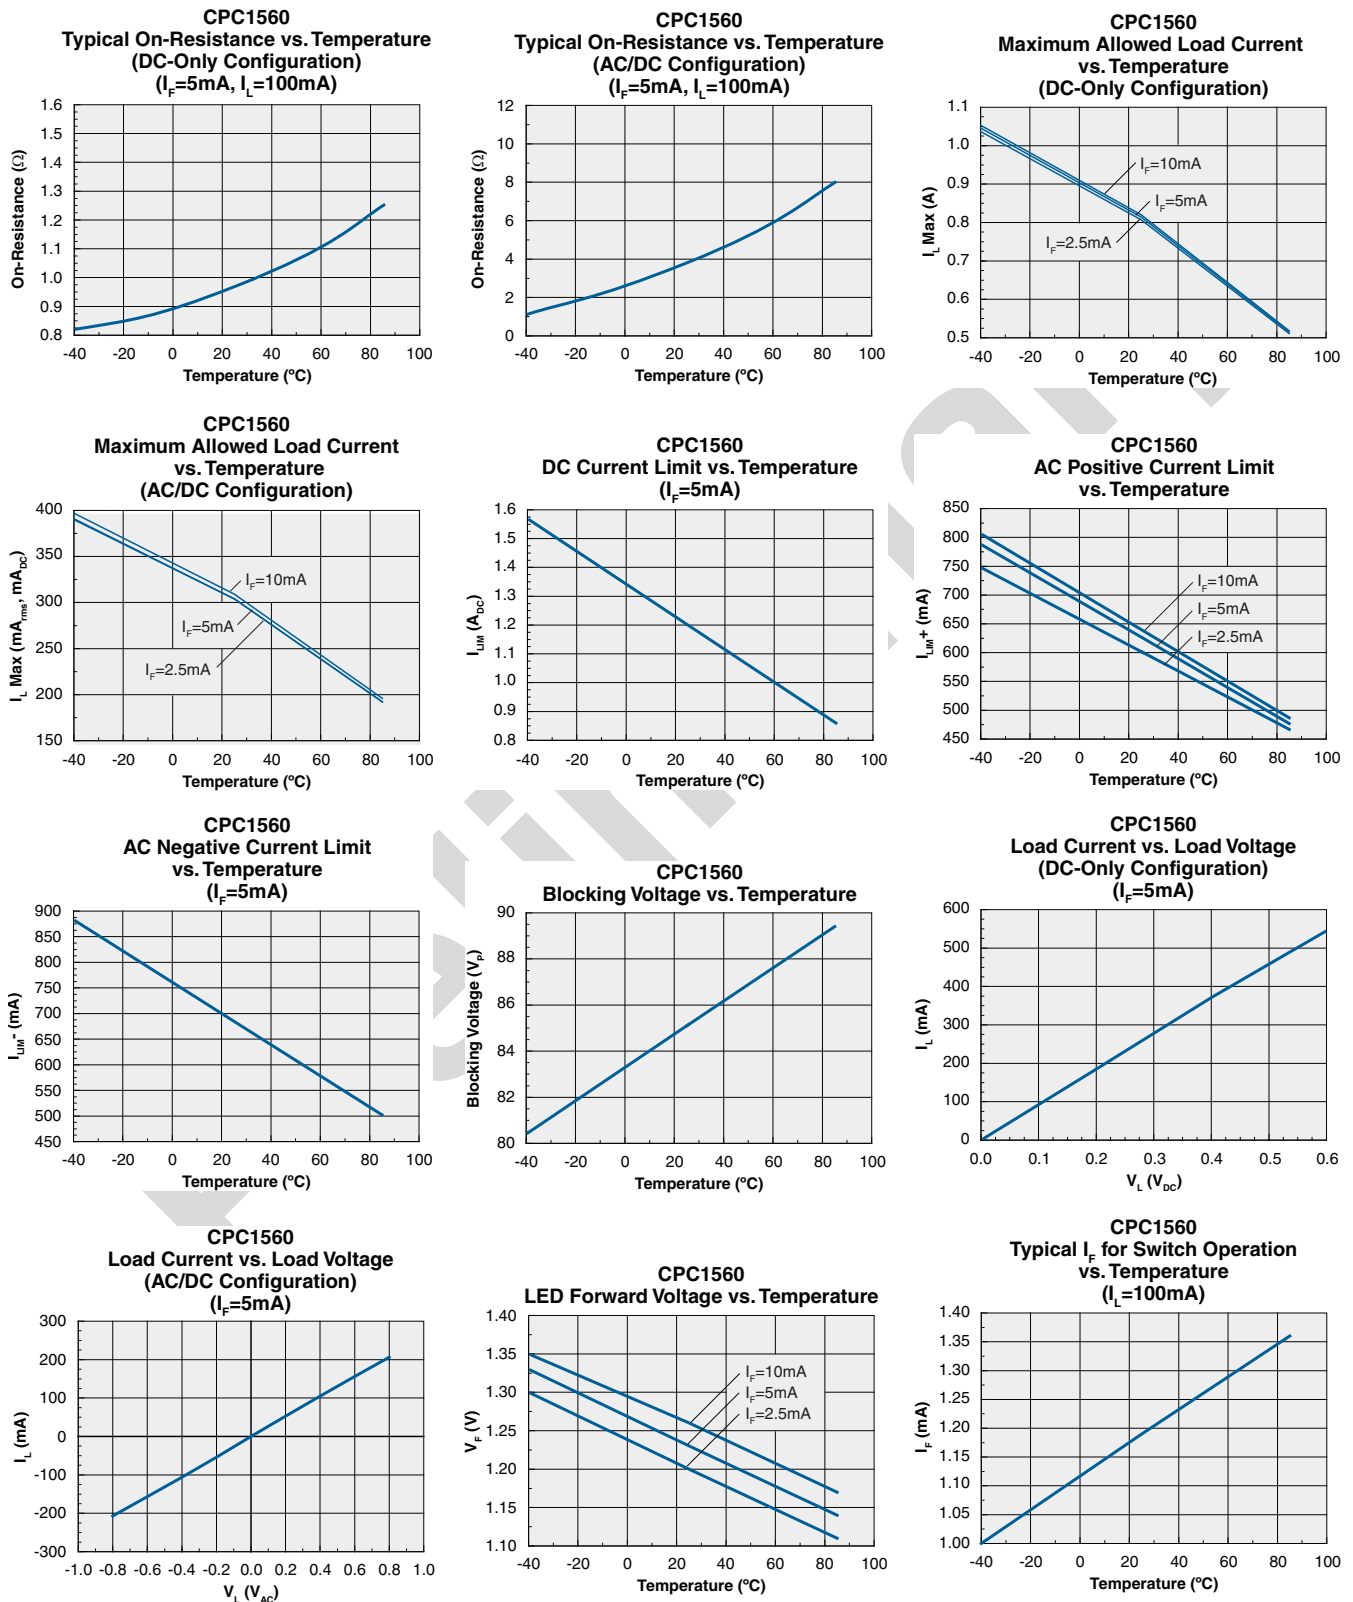 CPC1560
Typical On-Resistance vs. Temperature
(DC-Only Configuration)
(IF=5mA, IL=100mA)
On-Resistance (Ω)
1.6
1.5
1.4
1.3
1.2
1.1
1.0
0.9
0.8
-40 -20 0 20 40 60 80 100
Temperature (ºC)
CPC1560
Typical On-Resistance vs. Temperature
(AC/DC Configuration)
(IF=5mA, IL=100mA)
On-Resistance (Ω)
12
10
8
6
4
2
0
-40 -20 0 20 40 60 80 100
Temperature (ºC)
CPC1560
Maximum Allowed Load Current
vs. Temperature
(DC-Only Configuration)
IL Max (A)
1.1
1.0
0.9
0.8
0.7
0.6
0.5
IF=10mA
IF=5mA
IF=2.5mA
-40 -20 0 20 40 60 80 100
Temperature (ºC)
CPC1560
Maximum Allowed Load Current
vs. Temperature
(AC/DC Configuration)
IL Max (mArms, mADC)
400
350
300
250
200
150
IF=10mA
IF=5mA
IF=2.5mA
-40 -20 0 20 40 60 80 100
Temperature (ºC)
CPC1560
DC Current Limit vs. Temperature
(IF=5mA)
ILIM (ADC)
1.6
1.5
1.4
1.3
1.2
1.1
1.0
0.9
0.8
-40 -20 0 20 40 60 80 100
Temperature (ºC)
CPC1560
AC Positive Current Limit
vs. Temperature
ILIM+ (mA)
850
800
750
700
650
600
550
500
450
IF=10mA
IF=5mA
IF=2.5mA
-40 -20 0 20 40 60 80 100
Temperature (ºC)
CPC1560
AC Negative Current Limit
vs. Temperature
(IF=5mA)
ILIM- (mA)
900
850
800
750
700
650
600
550
500
450
-40 -20 0 20 40 60 80 100
Temperature (ºC)
CPC1560
Blocking Voltage vs. Temperature
Blocking Voltage (VP)
90
88
86
84
82
80
-40 -20 0 20 40 60 80 100
Temperature (ºC)
CPC1560
Load Current vs. Load Voltage
(DC-Only Configuration)
(IF=5mA)
IL (mA)
600
500
400
300
200
100
0
0.0 0.1 0.2 0.3 0.4 0.5 0.6
VL (VDC)
CPC1560
Load Current vs. Load Voltage
(AC/DC Configuration)
(IF=5mA)
IL (mA)
300
200
100
0
-100
-200
-300
-1.0 -0.8 -0.6 -0.4 -0.2 0.0 0.2 0.4 0.6 0.8 1.0
VL (VAC)
CPC1560
LED Forward Voltage vs. Temperature
VF (V)
1.40
1.35
1.30
1.25
1.20
1.15
1.10
IF=10mA
IF=5mA
IF=2.5mA
-40 -20 0 20 40 60 80 100
Temperature (ºC)
CPC1560
Typical IF for Switch Operation
vs. Temperature
(IL=100mA)
IF (mA)
1.40
1.35
1.30
1.25
1.20
1.10
1.05
1.00
-40 -20 0 20 40 60 80 100
Temperature (ºC)